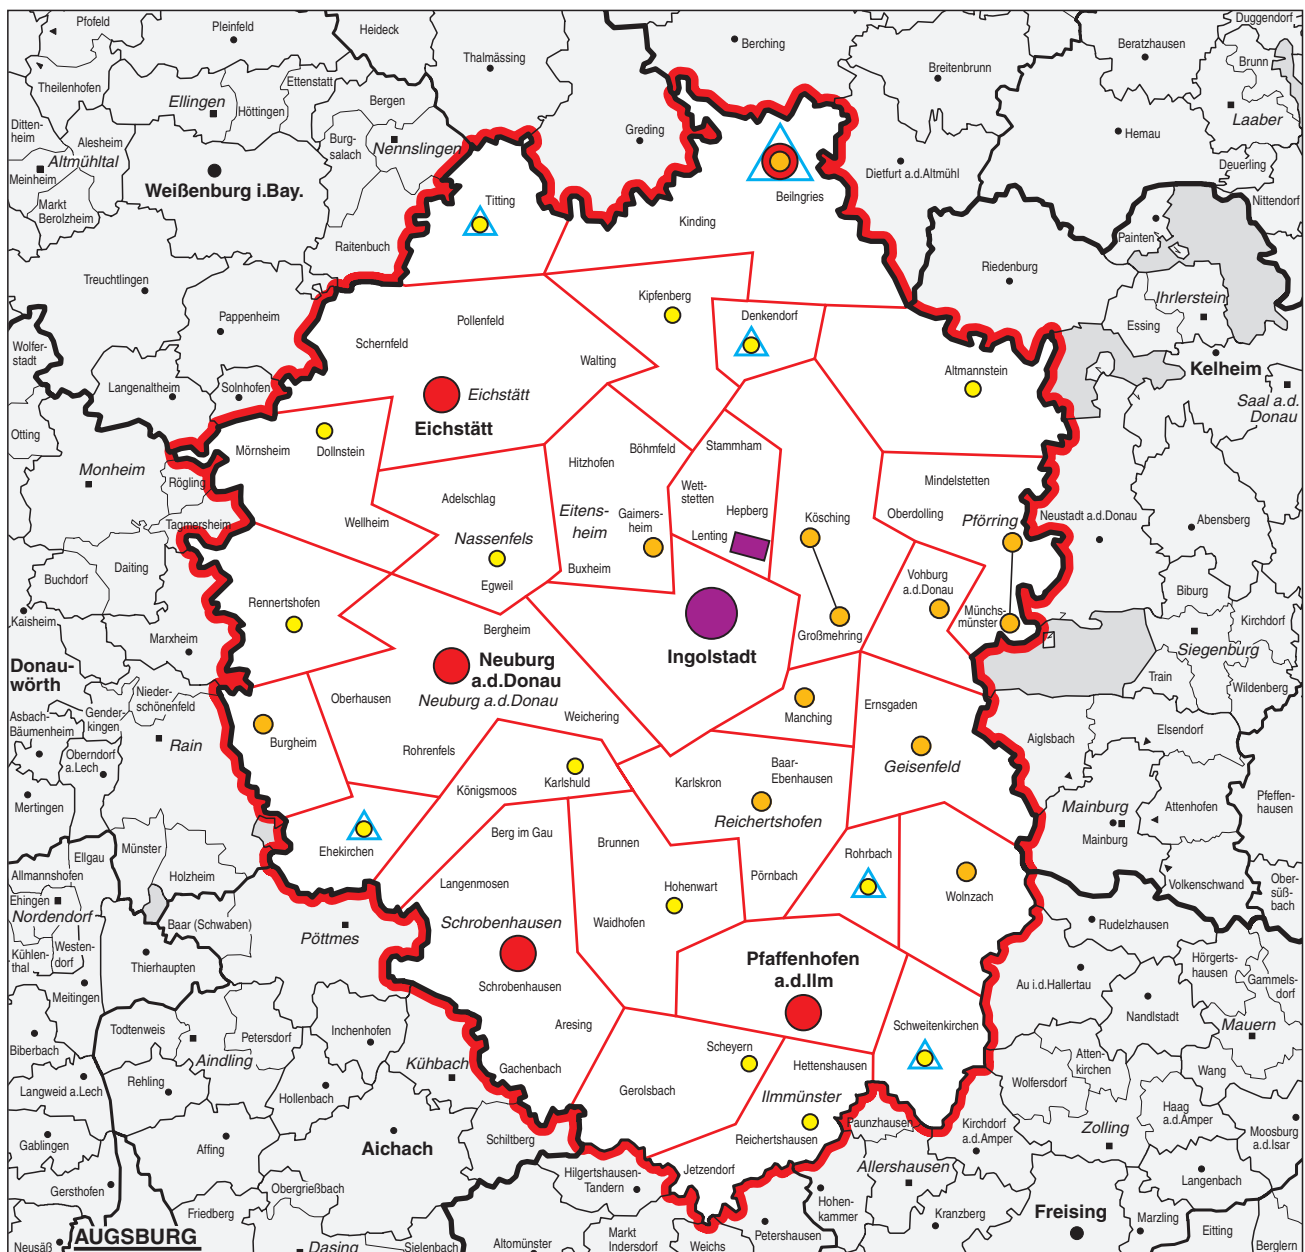 Pfofeld
Pleinfeld
Heideck
Thalmässing
Berching
Breitenbrunn
Beratzhausen
Duggendorf
Brunn
Laaber
Theilenhofen
Ellingen
Ettenstatt
Höttingen
Bergen
Nennslingen
Burg-
salach
Greding
Hemau
Deuerling
Nittendorf
Ditten-
heim
Alesheim
Altmühltal
Meinheim
Markt
Berolzheim
Weißenburg i.Bay.
Raitenbuch
Titting
Kinding
Beilngries
Dietfurt a.d.Altmühl
Painten
Riedenburg
Ihrlerstein
Essing
Kelheim
Saal a.d.
Donau
Treuchtlingen
Pappenheim
Wolfer-
stadt
Langenaltheim
Solnhofen
Otting
Schernfeld
Pollenfeld
Walting
Kipfenberg
Denkendorf
Altmannstein
Eichstätt
Eichstätt
Mörnsheim
Dollnstein
Monheim
Rögling
Tagmersheim
Wellheim
Adelschlag
Nassenfels
Egweil
Hitzhofen
Böhmfeld
Eitens-
heim
Gaimers-
heim
Buxheim
Stammham
Wett-
stetten
Hepberg
Lenting
Kösching
Großmehring
Mindelstetten
Oberdolling
Pförring
Vohburg
a.d.Donau
Münchs-
münster
Neustadt a.d.Donau
Abensberg
Biburg
Kirchdorf
Siegenburg
Train
Wildenberg
Buchdorf
Daiting
Kaisheim
Marxheim
Donau-
wörth
Rennertshofen
Bergheim
Neuburg
a.d.Donau
Neuburg a.d.Donau
Ingolstadt
Weichering
Oberhausen
Rohrenfels
Burgheim
Manching
Ernsgaden
Geisenfeld
Aiglsbach
Elsendorf
Mainburg
Mainburg
Attenhofen
Pfeffen-
hausen
Volkenschwand
Ober-
süß-
bach
Asbach-
Bäumenheim
Gender-
kingen
Nieder-
schönenfeld
Rain
Oberndorf
a.Lech
Mertingen
Königsmoos
Karlshuld
Karlskron
Baar-
Ebenhausen
Reichertshofen
Ehekirchen
Berg im Gau
Brunnen
Langenmosen
Hohenwart
Waidhofen
Pörnbach
Rohrbach
Wolnzach
Schrobenhausen
Schrobenhausen
Pfaffenhofen
a.d.Ilm
Aresing
Gachenbach
Gerolsbach
Scheyern
Hettenshausen
Schweitenkirchen
Ilmmünster
Reichertshausen
Jetzendorf
Ellgau
Münster
Holzheim
Allmannshofen
Ehingen
Nordendorf
Westen-
dorf
Kühlen-
thal
Baar (Schwaben)
Thierhaupten
Pöttmes
Meitingen
Biberbach
Todtenweis
Petersdorf
Inchenhofen
Aindling
Langweid a.Lech
Rehling
Hollenbach
Kühbach
Gablingen
Affing
Aichach
Schiltberg
Gersthofen
Obergrießbach
Friedberg
AUGSBURG
Neusäß
Dasing
Sielenbach
Altomünster
Hilgertshausen-
Tandern
Markt
Indersdorf
Weichs
Petershausen
Hohen-
kammer
Paunzhausen
Allershausen
Kirchdorf
a.d.Amper
Kranzberg
Freising
Rudelzhausen
Au i.d.Hallertau
Hörgerts-
hausen
Gammels-
dorf
Nandlstadt
Mauern
Atten-
kirchen
Wolfersdorf
Wang
Haag
a.d.Amper
Zolling
Moosburg
a.d.Isar
Langenbach
Marzling
Eitting
Berglern